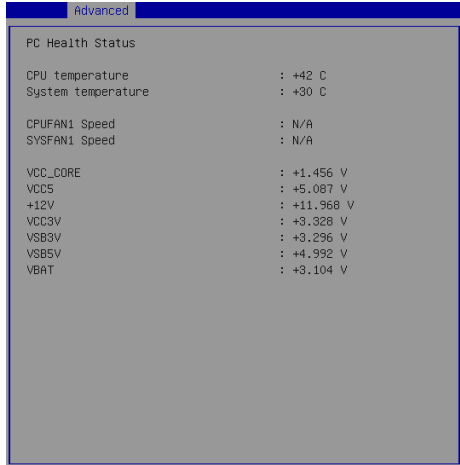 Advanced
PC Health Status
CPU temperature : +42 C
System temperature : +30 C
CPUFAN1 Speed : N/A
SYSFAN1 Speed : N/A
VCC_CORE : +1.456 V
VCC5 : +5.087 V
+12V : +11.968 V
VCC3V : +3.328 V
VSB3V : +3.296 V
VSB5V : +4.992 V
VBAT : +3.104 V